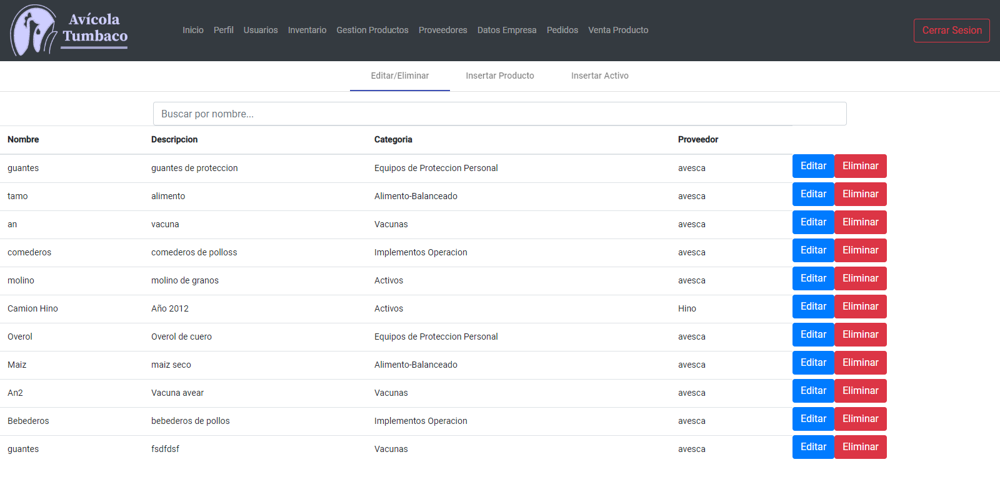 Avícola
Tumbaco
Inicio Perfil Usuarios Inventario Gestion Productos Proveedores Datos Empresa Pedidos Venta Producto Cerrar Sesion
Editar/Eliminar Insertar Producto Insertar Activo
Buscar por nombre...
Nombre Descripcion Categoria Proveedor
guantes guantes de proteccion Equipos de Proteccion Personal avesca Editar Eliminar
tamo alimento Alimento-Balanceado avesca Editar Eliminar
an vacuna Vacunas avesca Editar Eliminar
comederos comederos de polloss Implementos Operacion avesca Editar Eliminar
molino molino de granos Activos avesca Editar Eliminar
Camion Hino Año 2012 Activos Hino Editar Eliminar
Overol Overol de cuero Equipos de Proteccion Personal avesca Editar Eliminar
Maiz maiz seco Alimento-Balanceado avesca Editar Eliminar
An2 Vacuna avear Vacunas avesca Editar Eliminar
Bebederos bebederos de pollos Implementos Operacion avesca Editar Eliminar
guantes fsdfdsf Vacunas avesca Editar Eliminar